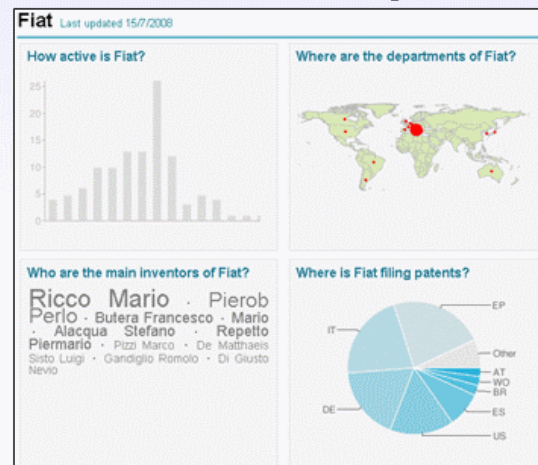 Fiat Last updated 15/7/2008
How active is Fiat?
25
20
15
10
5
0
Where are the departments of Fiat?
Who are the main inventors of Fiat?
Ricco Mario · Pierob
Perlo · Butera Francesco · Mario
· Alacqua Stefano · Repetto
Piermario · Pizzi Marco · De Matthaeis
Sisto Luigi · Gandiglio Romolo · Di Giusto
Nevio
Where is Fiat filing patents?
EP
IT
Other
AT
WO
BR
ES
DE
US